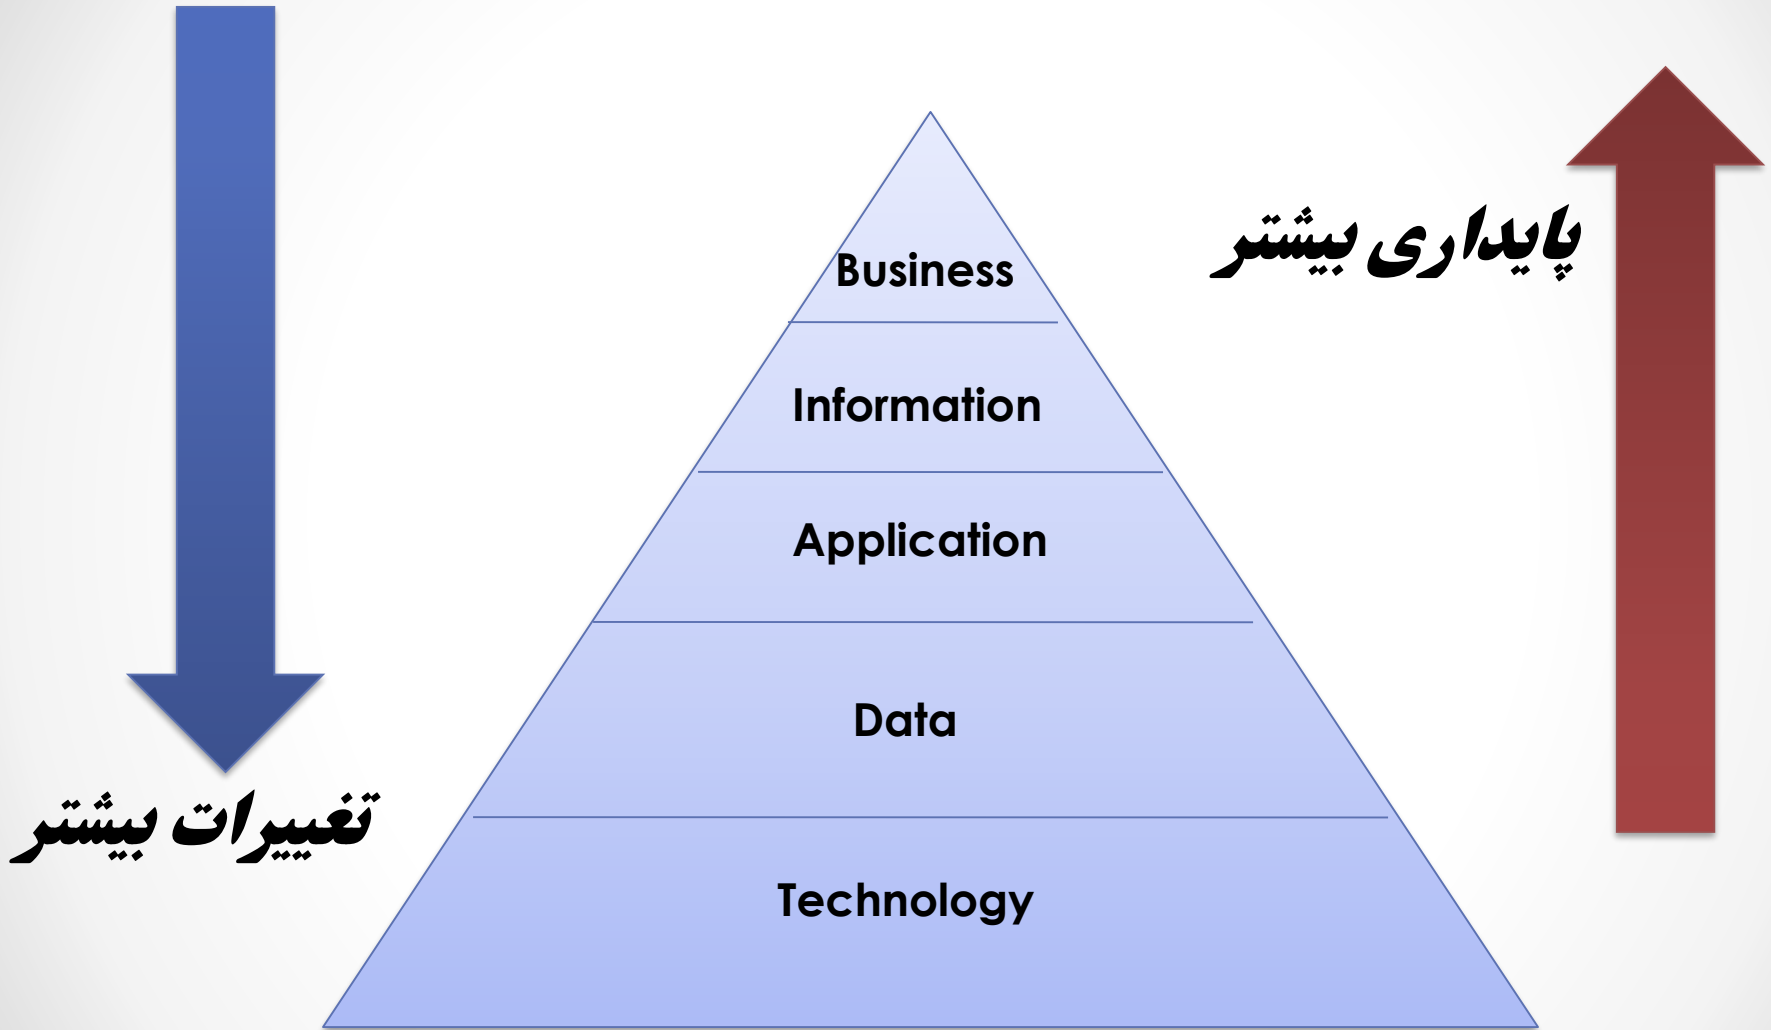 پایداری بیشتر
Business
Information
Application
Data
تغییرات بیشتر
Technology